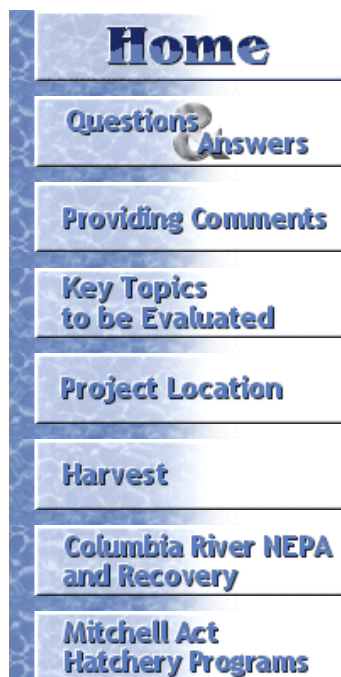 Home
Questions &
Answers
Providing Comments
Key Topics
to be Evaluated
Project Location
Harvest
Columbia River NEPA
and Recovery
Mitchell Act
Hatchery Programs